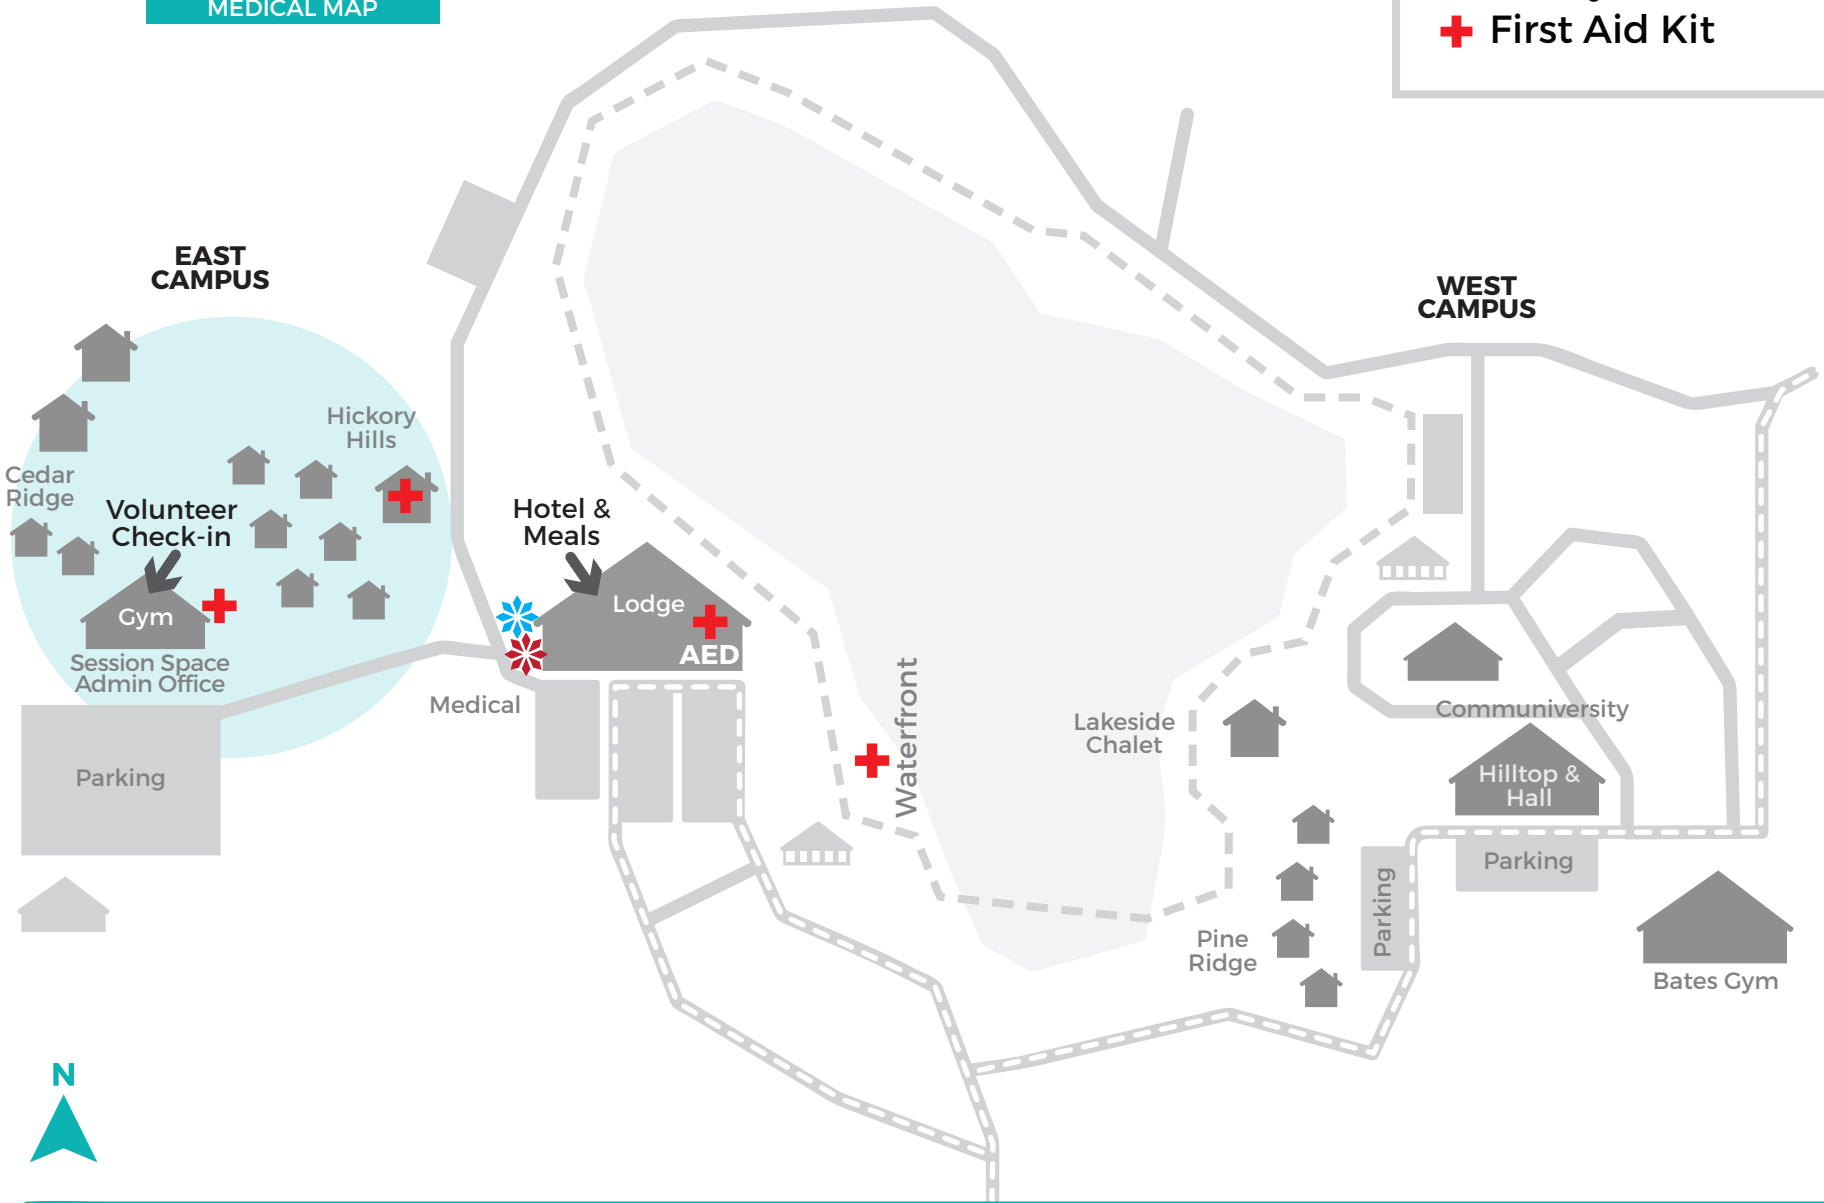 MEDICAL MAP
First Aid Kit
EAST
CAMPUS
WEST
CAMPUS
Hickory
Hills
Cedar
Ridge
Volunteer
Check-in
Hotel &
Meals
Gym
Lodge
AED
Session Space
Admin Office
Medical
Parking
Waterfront
Lakeside
Chalet
Communiversity
Hilltop &
Hall
Parking
Parking
Pine
Ridge
Bates Gym
N